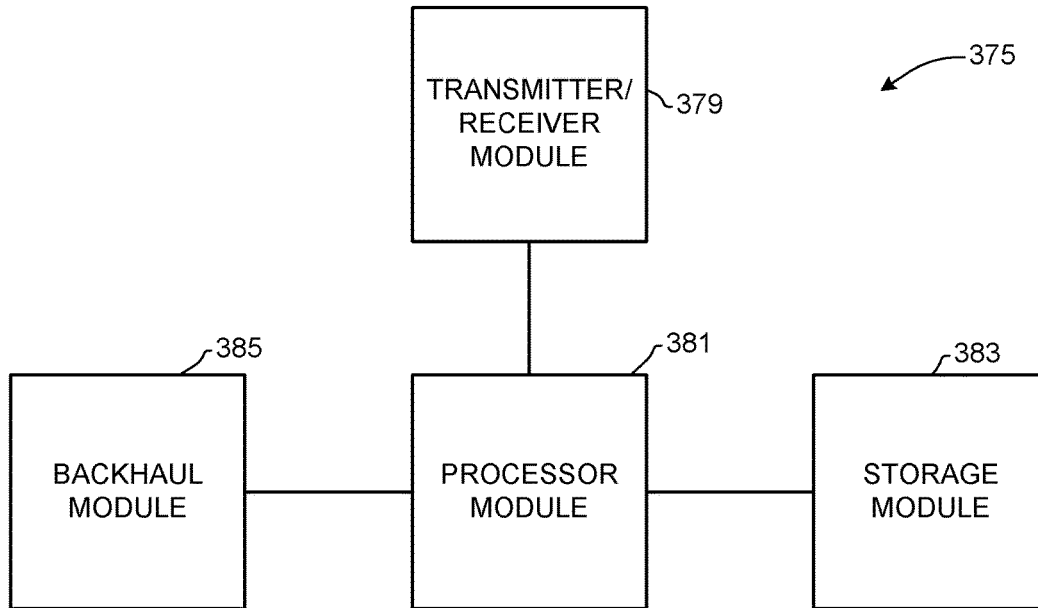 TRANSMITTER/
RECEIVER
MODULE
375
379
385
381
383
BACKHAUL
MODULE
PROCESSOR
MODULE
STORAGE
MODULE